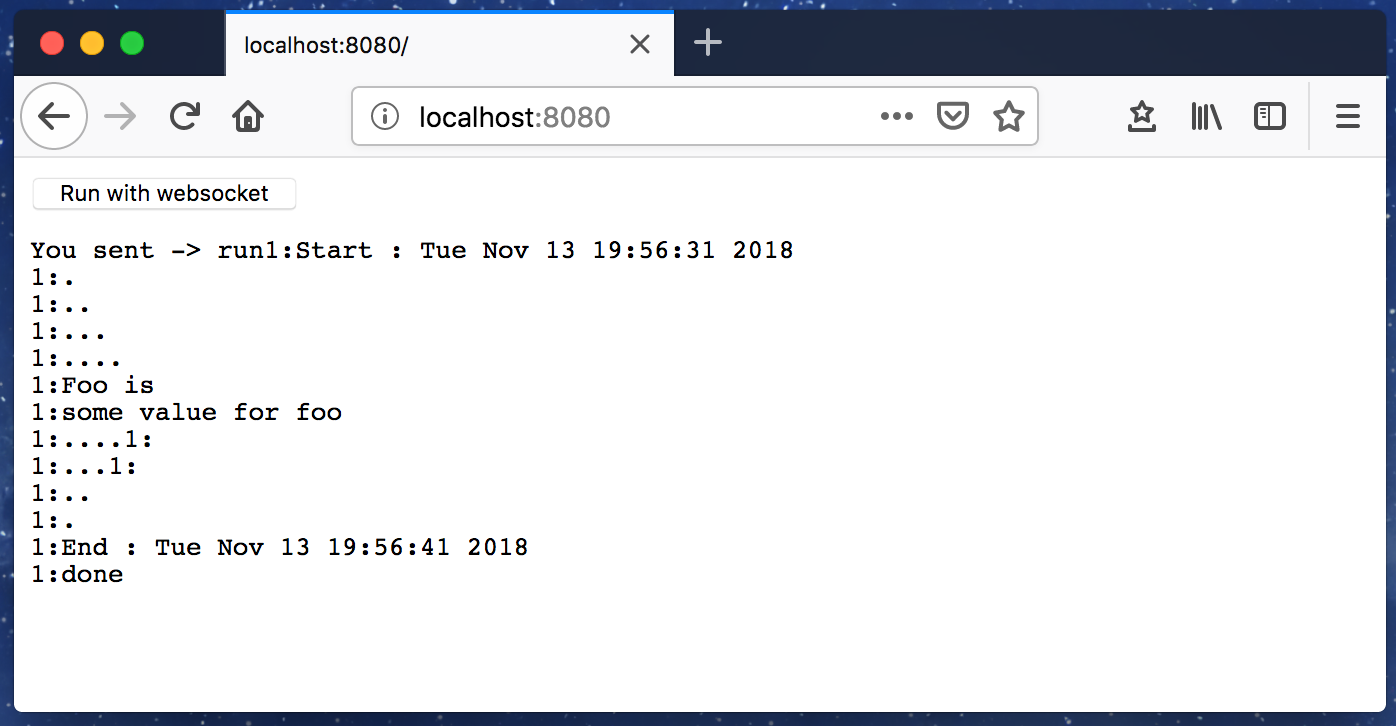 localhost:8080/
localhost:8080
Run with websocket
You sent -> run1:Start : Tue Nov 13 19:56:31 2018
1:.
1:..
1:...
1:....
1:Foo is
1:some value for foo
1:....1:
1:...1:
1:..
1:.
1:End : Tue Nov 13 19:56:41 2018
1:done